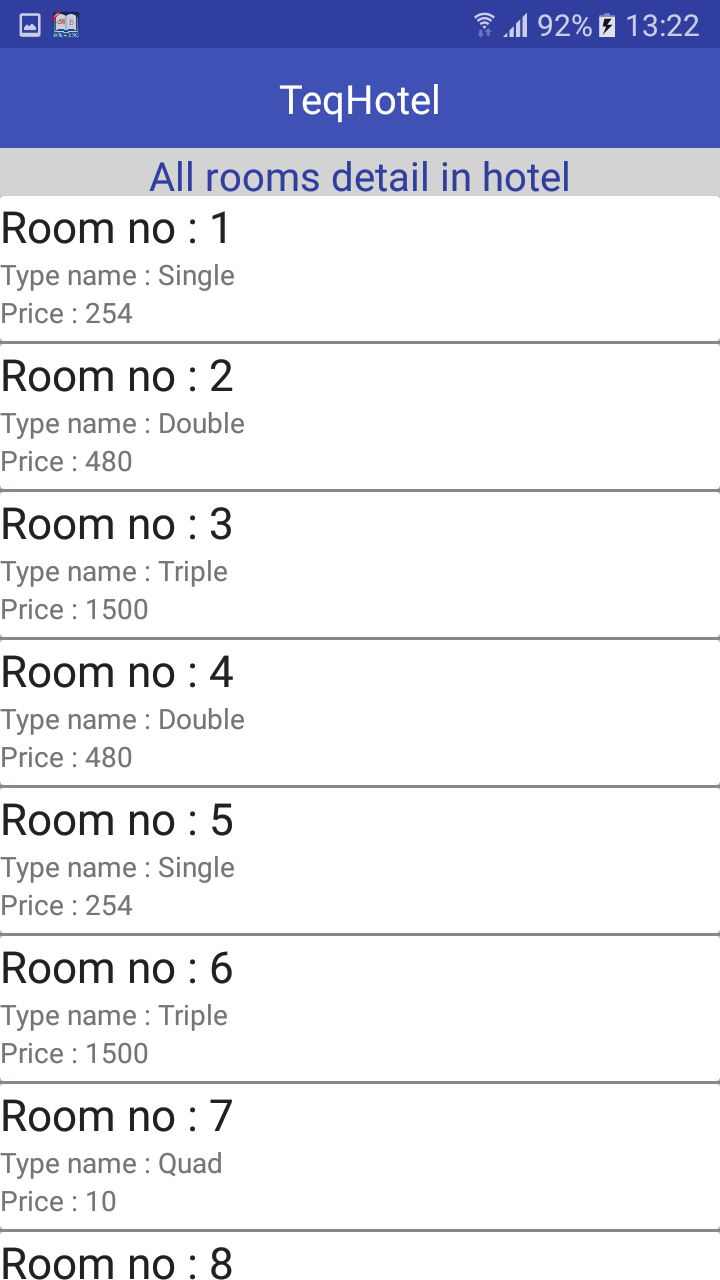 92% 13:22
TeqHotel
All rooms detail in hotel
Room no : 1
Type name : Single
Price : 254
Room no : 2
Type name : Double
Price : 480
Room no : 3
Type name : Triple
Price : 1500
Room no : 4
Type name : Double
Price : 480
Room no : 5
Type name : Single
Price : 254
Room no : 6
Type name : Triple
Price : 1500
Room no : 7
Type name : Quad
Price : 10
Room no : 8